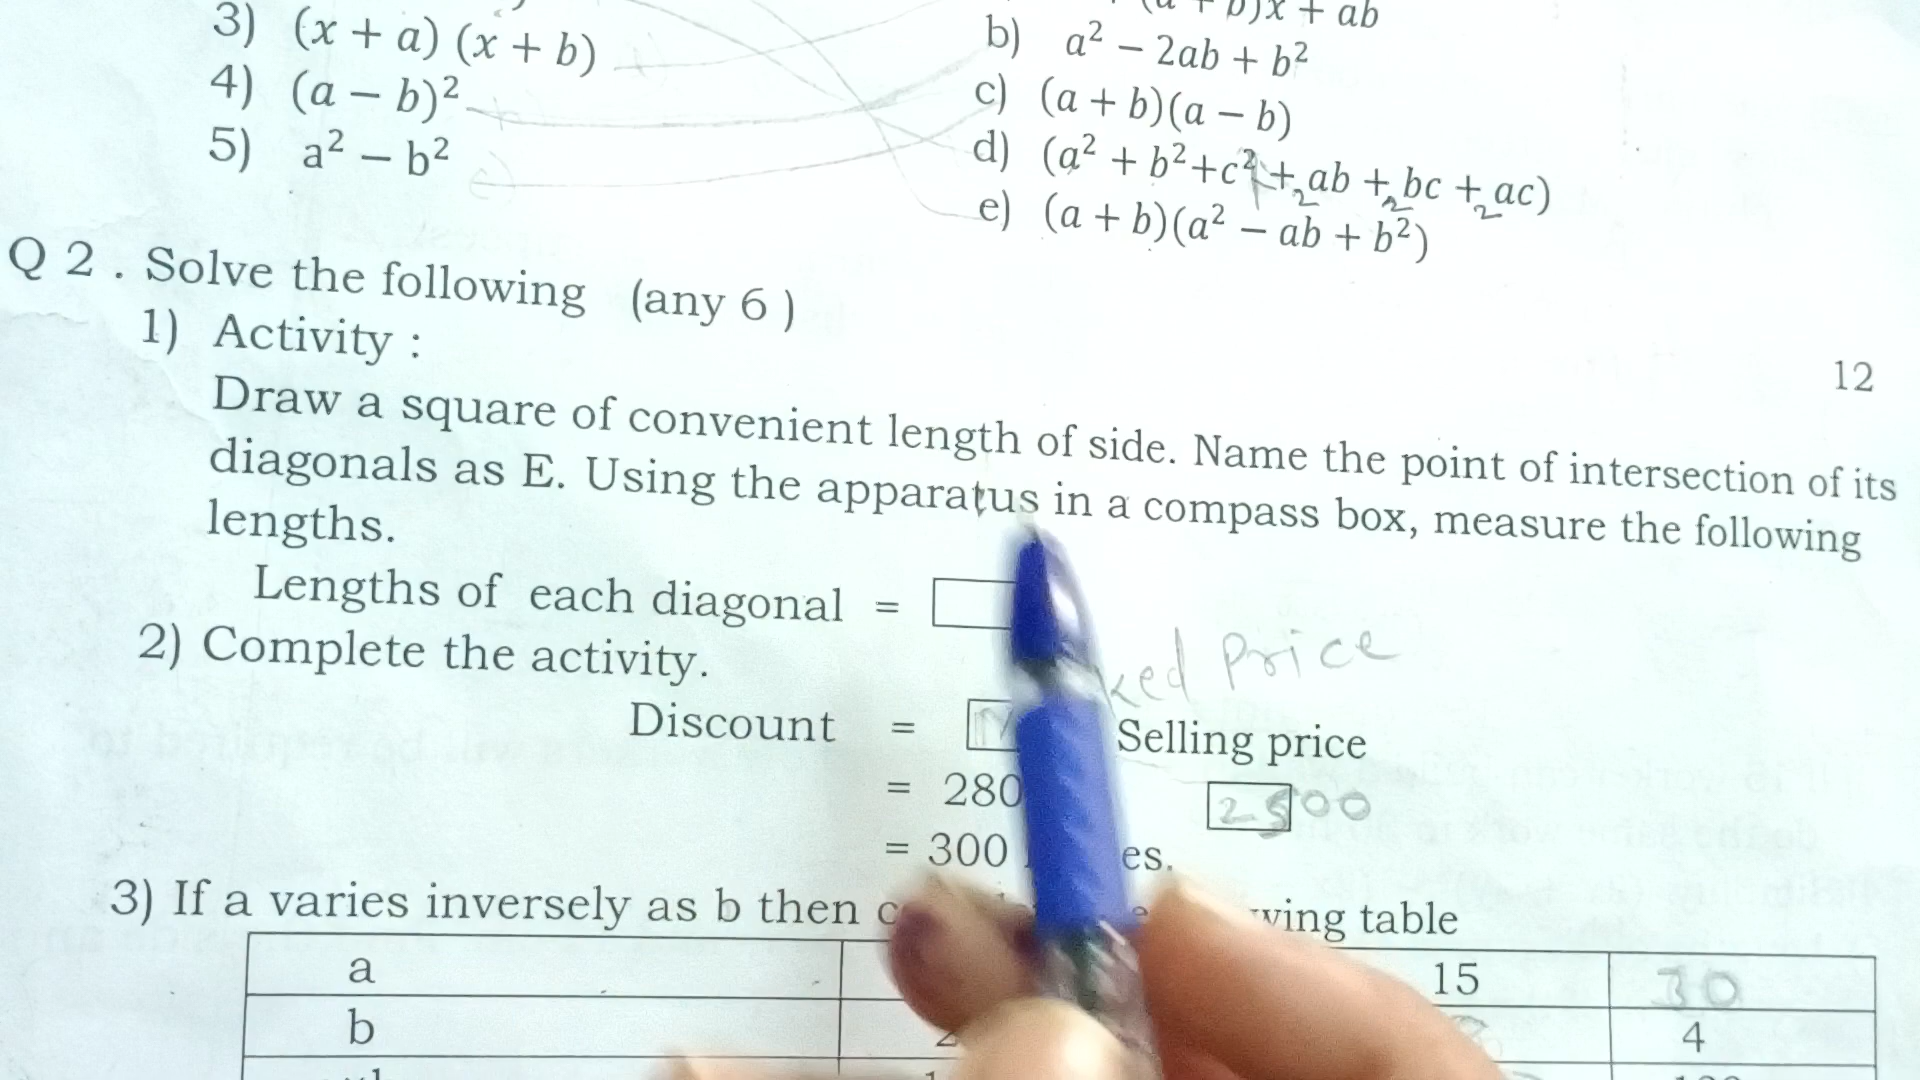 3) (x + a) (x + b)
4) (a − b)²
5) a² − b²
b)x + ab
b) a² − 2ab + b²
c) (a + b)(a − b)
d) (a² + b²+c² + 2ab + 2bc + 2ac)
e) (a + b)(a² − ab + b²)
Q 2 . Solve the following (any 6 )
12
1) Activity :
Draw a square of convenient length of side. Name the point of intersection of its
diagonals as E. Using the apparatus in a compass box, measure the following
lengths.
Lengths of each diagonal =
2) Complete the activity.
ked Price
Discount = M Selling price
= 280 2500
= 300 es.
3) If a varies inversely as b then wing table
a 15 30
b 4